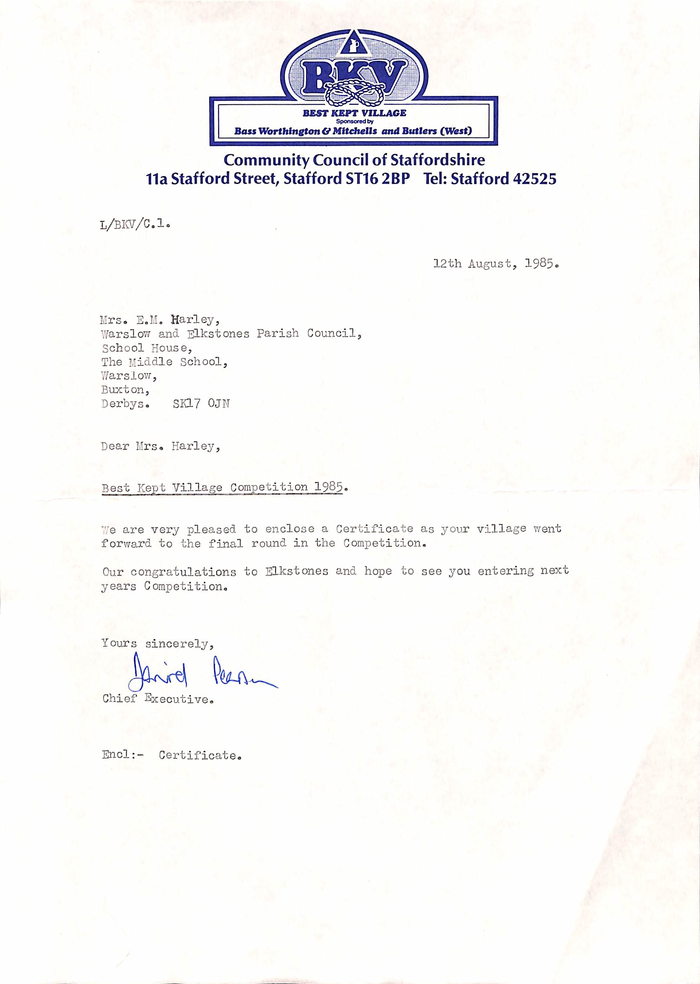 BKV
BEST KEPT VILLAGE
Sponsored by
Bass Worthington & Mitchells and Butlers (West)
Community Council of Staffordshire
11a Stafford Street, Stafford ST16 2BP Tel: Stafford 42525
L/BKV/C.1.
12th August, 1985.
Mrs. E.M. Harley,
Warslow and Elkstones Parish Council,
School House,
The Middle School,
Warslow,
Buxton,
Derbys. SK17 OJN
Dear Mrs. Harley,
Best Kept Village Competition 1985.
We are very pleased to enclose a Certificate as your village went
forward to the final round in the Competition.
Our congratulations to Elkstones and hope to see you entering next
years Competition.
Yours sincerely,
David
Chief Executive.
Encl:- Certificate.